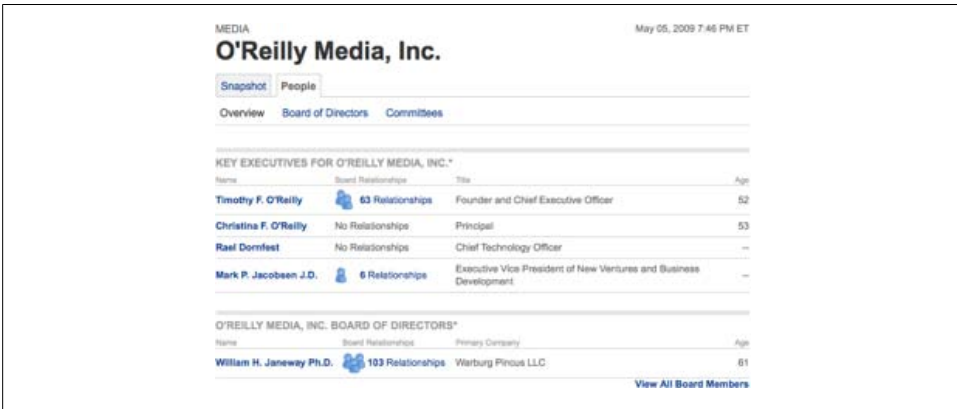 MEDIA
May 05, 2009 7:46 PM ET
O'Reilly Media, Inc.
Snapshot People
Overview Board of Directors Committees
KEY EXECUTIVES FOR O'REILLY MEDIA, INC.*
Name Board Relationships Title Age
Timothy F. O'Reilly 63 Relationships Founder and Chief Executive Officer 52
Christina F. O'Reilly No Relationships Principal 53
Rael Dornfest No Relationships Chief Technology Officer --
Mark P. Jacobsen J.D. 6 Relationships Executive Vice President of New Ventures and Business
Development --
O'REILLY MEDIA, INC. BOARD OF DIRECTORS*
Name Board Relationships Primary Company Age
William H. Janeway Ph.D. 103 Relationships Warburg Pincus LLC 61
View All Board Members